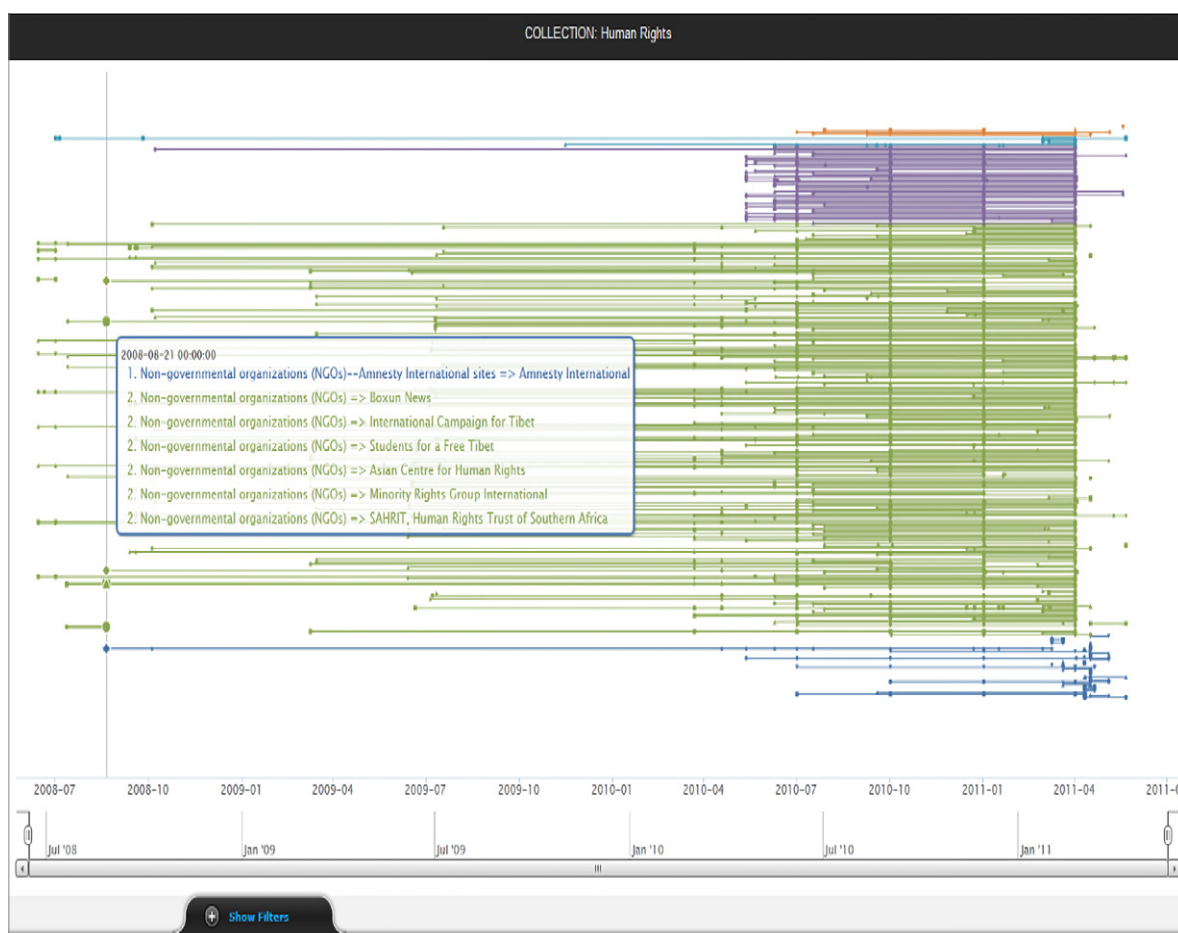 COLLECTION: Human Rights
2008-08-21 00:00:00
1. Non-governmental organizations (NGOs)--Amnesty International sites => Amnesty International
2. Non-governmental organizations (NGOs) => Boxun News
2. Non-governmental organizations (NGOs) => International Campaign for Tibet
2. Non-governmental organizations (NGOs) => Students for a Free Tibet
2. Non-governmental organizations (NGOs) => Asian Centre for Human Rights
2. Non-governmental organizations (NGOs) => Minority Rights Group International
2. Non-governmental organizations (NGOs) => SAHRIT, Human Rights Trust of Southern Africa
2008-07 2008-10 2009-01 2009-04 2009-07 2009-10 2010-01 2010-04 2010-07 2010-10 2011-01 2011-04
Jul '08 Jan '09 Jul '09 Jan '10 Jul '10 Jan '11
Show Filters